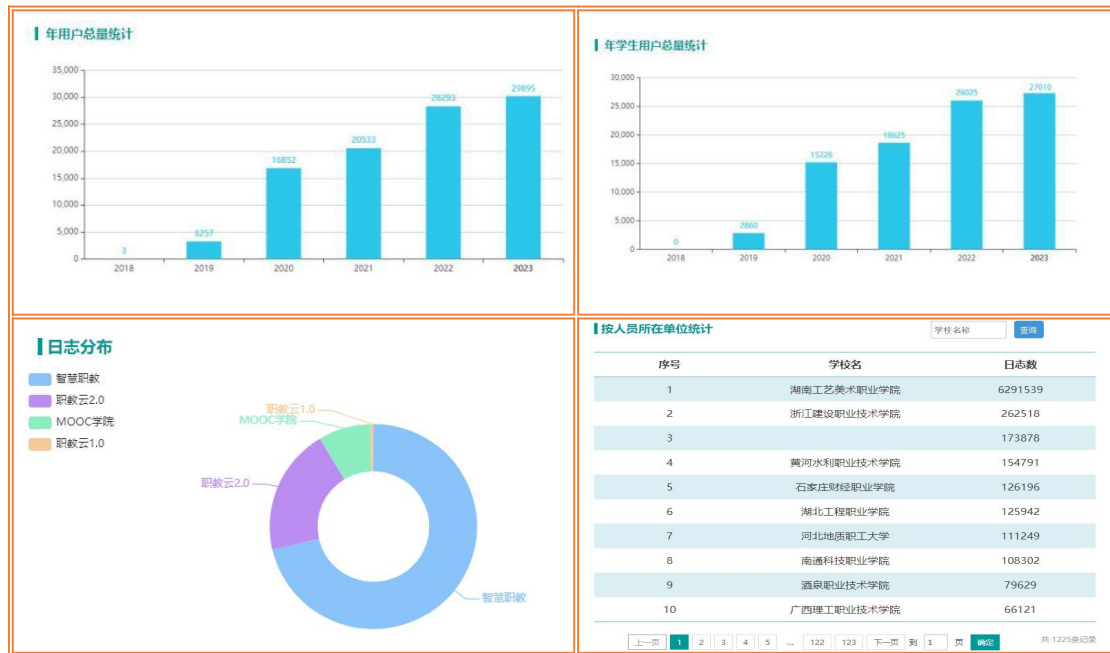 年用户总量统计
35,000
30,000
25,000
20,000
15,000
10,000
5,000
0
3
3257
16852
20533
28293
29895
2018
2019
2020
2021
2022
2023
年学生用户总量统计
30,000
25,000
20,000
15,000
10,000
5,000
0
0
2860
15226
18625
26025
27010
2018
2019
2020
2021
2022
2023
日志分布
智慧职教
职教云2.0
MOOC学院
职教云1.0
职教云1.0
MOOC学院
职教云2.0
智慧职教
按人员所在单位统计
学校名称 查询
序号 学校名 日志数
1 湖南工艺美术职业学院 6291539
2 浙江建设职业技术学院 262518
3 173878
4 黄河水利职业技术学院 154791
5 石家庄财经职业学院 126196
6 湖北工程职业学院 125942
7 河北地质职工大学 111249
8 南通科技职业学院 108302
9 酒泉职业技术学院 79629
10 广西理工职业技术学院 66121
上一页 1 2 3 4 5 ... 122 123 下一页 到 1 页 确定 共 1225条记录